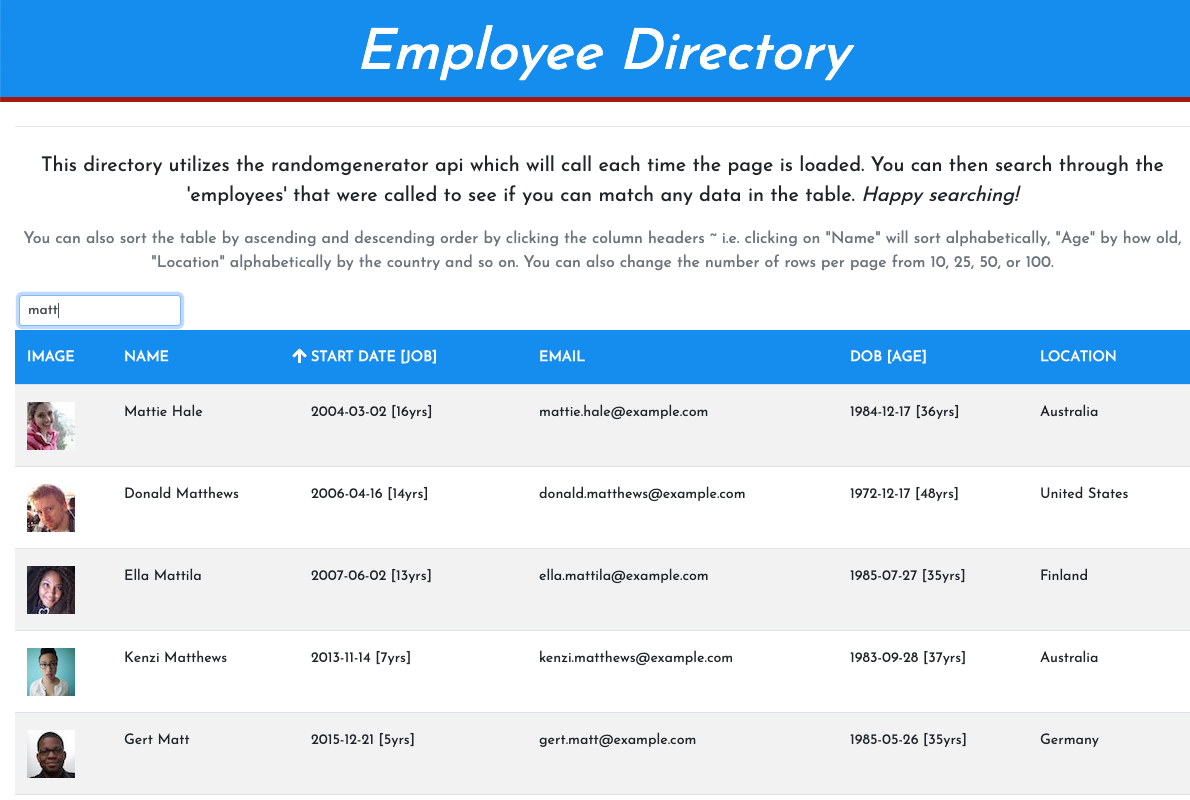 Employee Directory
This directory utilizes the randomgenerator api which will call each time the page is loaded. You can then search through the
'employees' that were called to see if you can match any data in the table. Happy searching!
You can also sort the table by ascending and descending order by clicking the column headers ~ i.e. clicking on "Name" will sort alphabetically, "Age" by how old,
"Location" alphabetically by the country and so on. You can also change the number of rows per page from 10, 25, 50, or 100.
matt
IMAGE NAME START DATE [JOB] EMAIL DOB [AGE] LOCATION
Mattie Hale 2004-03-02 [16yrs] mattie.hale@example.com 1984-12-17 [36yrs] Australia
Donald Matthews 2006-04-16 [14yrs] donald.matthews@example.com 1972-12-17 [48yrs] United States
Ella Mattila 2007-06-02 [13yrs] ella.mattila@example.com 1985-07-27 [35yrs] Finland
Kenzi Matthews 2013-11-14 [7yrs] kenzi.matthews@example.com 1983-09-28 [37yrs] Australia
Gert Matt 2015-12-21 [5yrs] gert.matt@example.com 1985-05-26 [35yrs] Germany